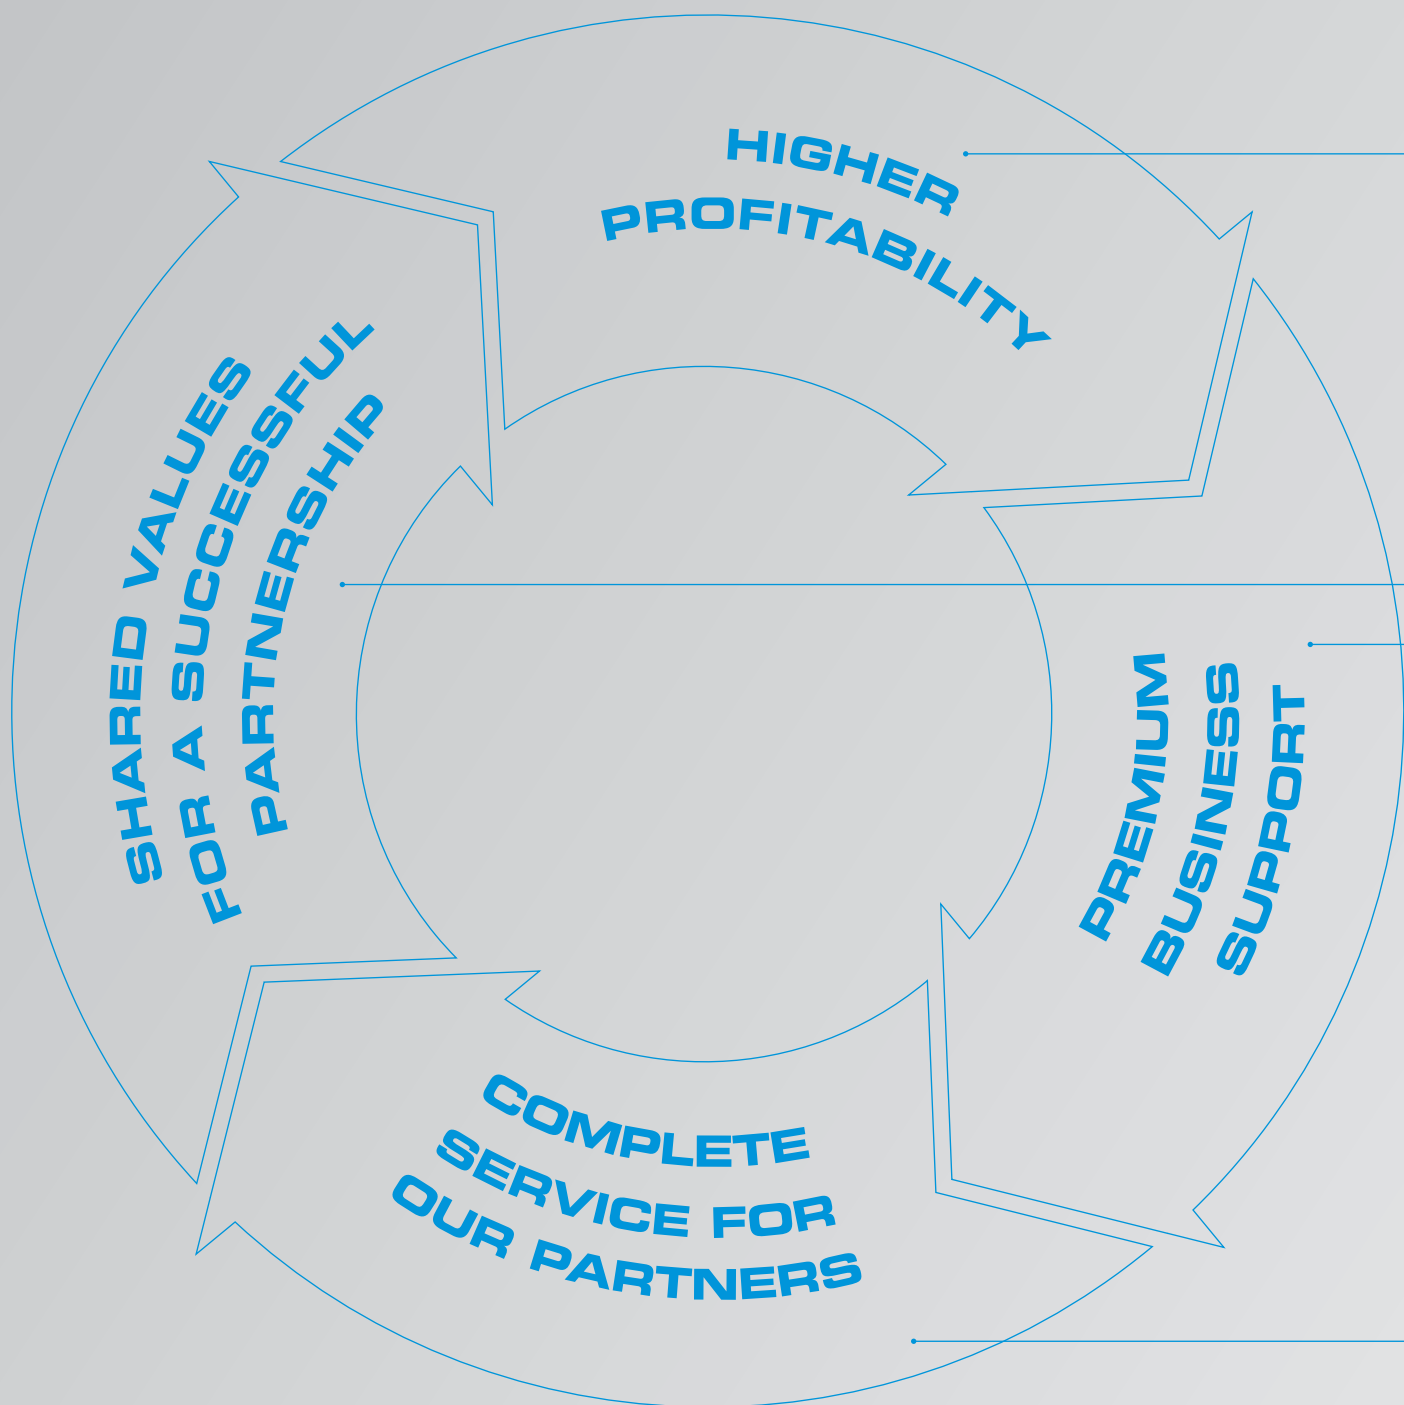 HIGHER
PROFITABILITY
SHARED VALUES
FOR A SUCCESSFUL
PARTNERSHIP
PREMIUM
BUSINESS
SUPPORT
COMPLETE
SERVICE FOR
OUR PARTNERS